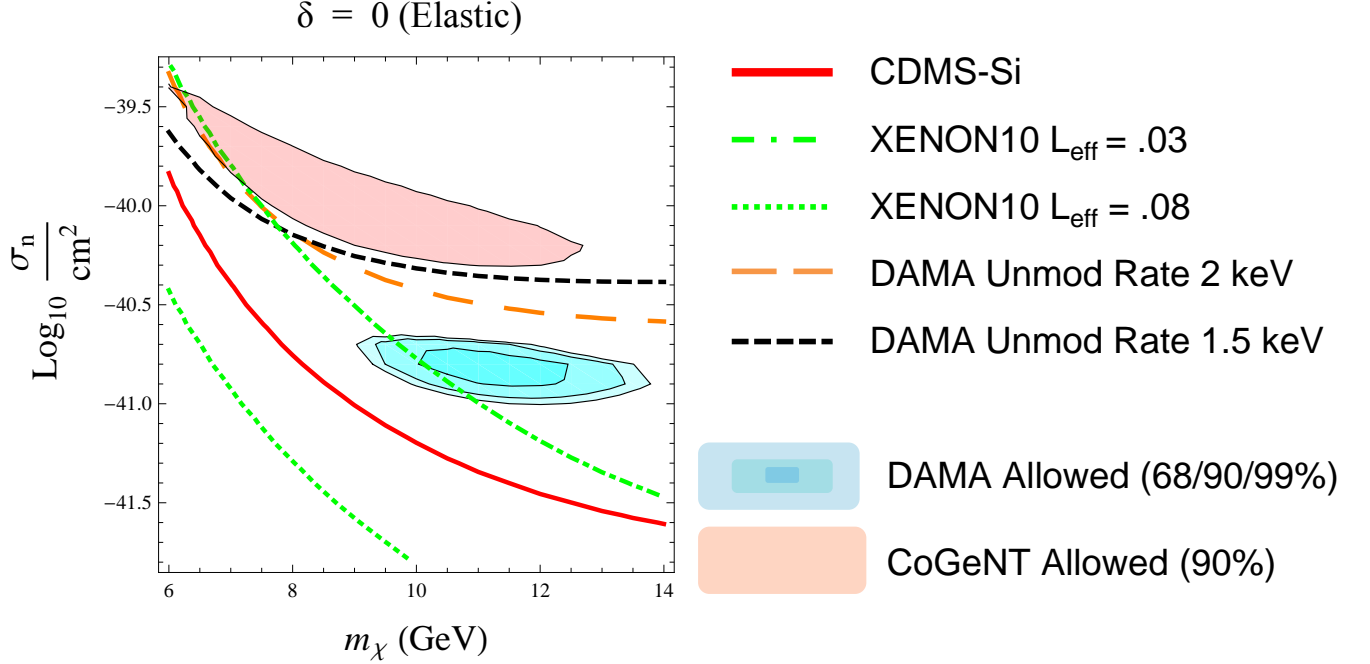 δ = 0 (Elastic)
Log₁₀ σₙ/cm²
−39.5
−40.0
−40.5
−41.0
−41.5
6
8
10
12
14
mχ (GeV)
CDMS-Si
XENON10 L_eff = .03
XENON10 L_eff = .08
DAMA Unmod Rate 2 keV
DAMA Unmod Rate 1.5 keV
DAMA Allowed (68/90/99%)
CoGeNT Allowed (90%)